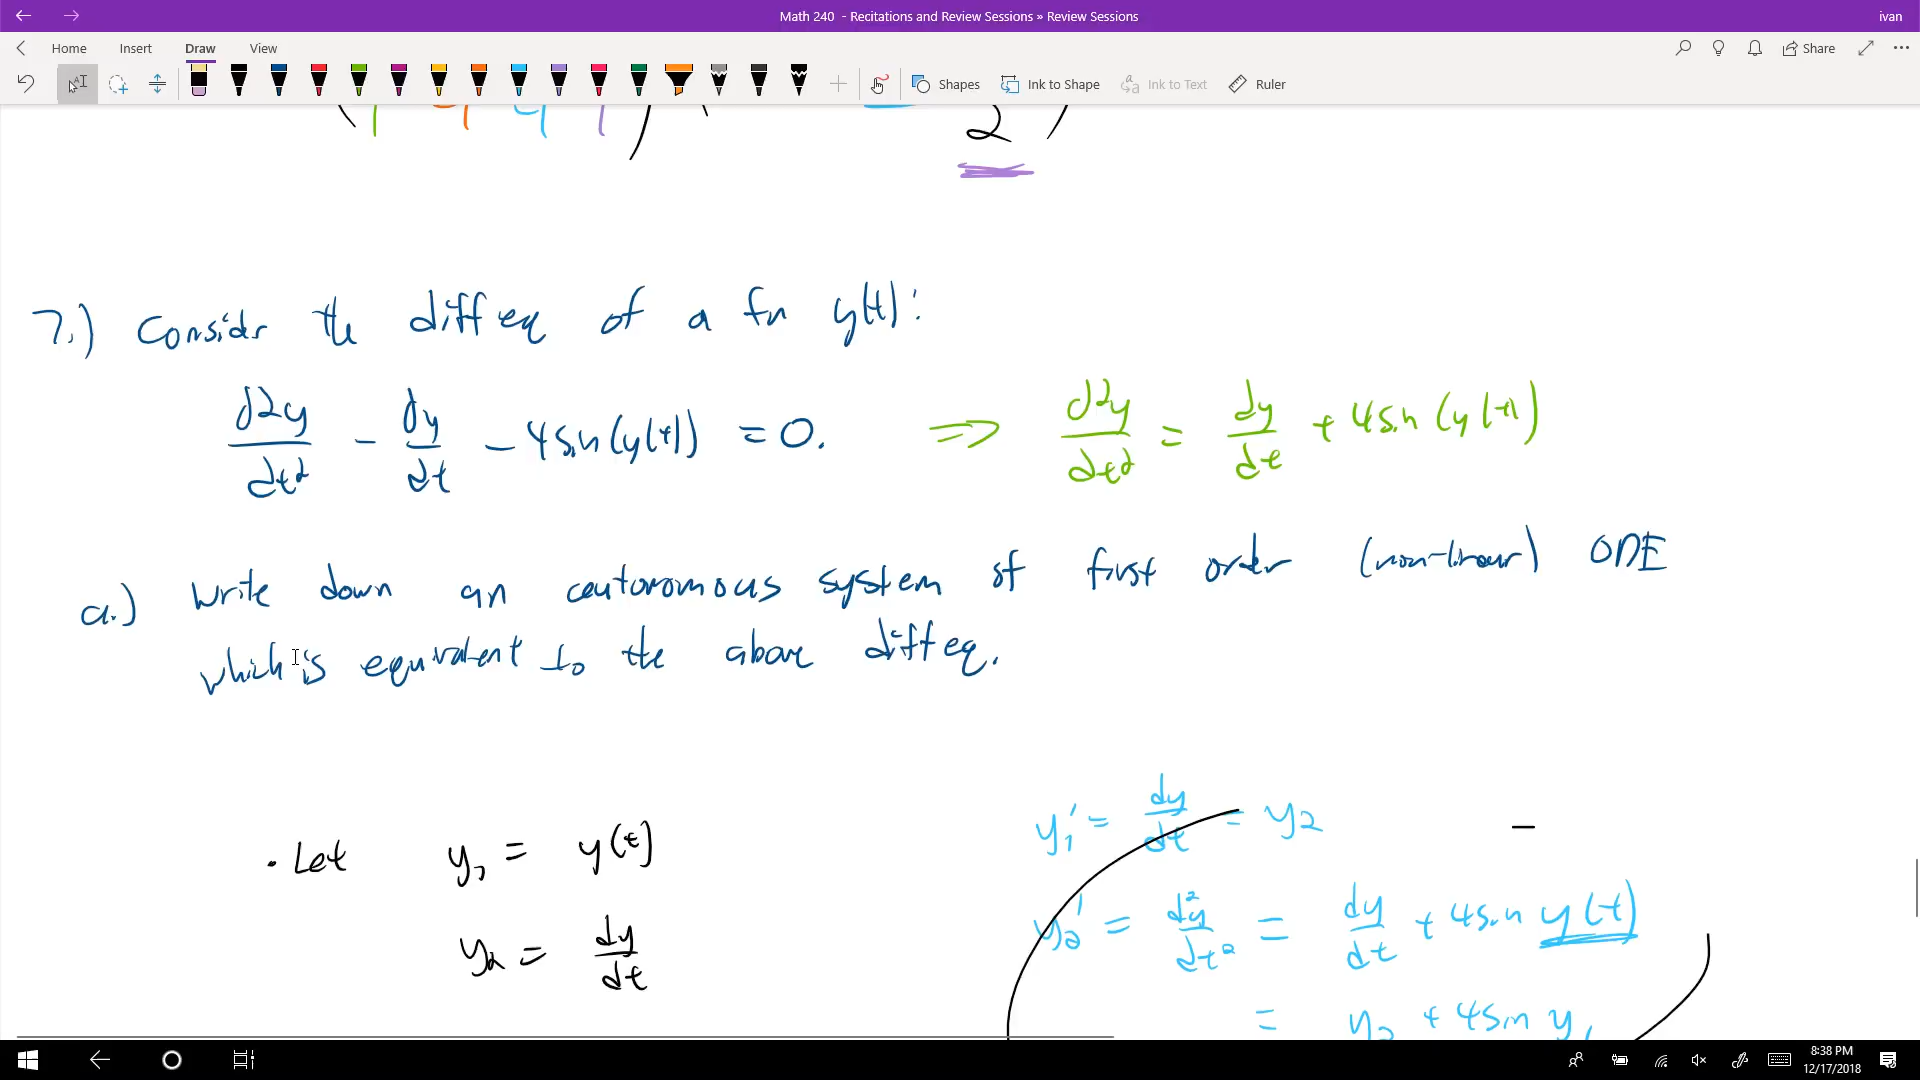 Math 240 - Recitations and Review Sessions » Review Sessions
ivan
Home Insert Draw View
Share
Shapes Ink to Shape Ink to Text Ruler
2
7.) Consider the diffeq of a fn y(t):
d2y/dt² - dy/dt - 4sin(y(t)) = 0. => d²y/dt² = dy/dt + 4sin(y(t))
a.) Write down an autonomous system of first order (non-linear) ODE
which is equivalent to the above diffeq.
y₁' = dy/dt = y2
• Let y₁ = y(t)
y₂' = d²y/dt² = dy/dt + 4sin y(t)
y₂ = dy/dt
= y₂ + 4sin y₁
8:38 PM
12/17/2018